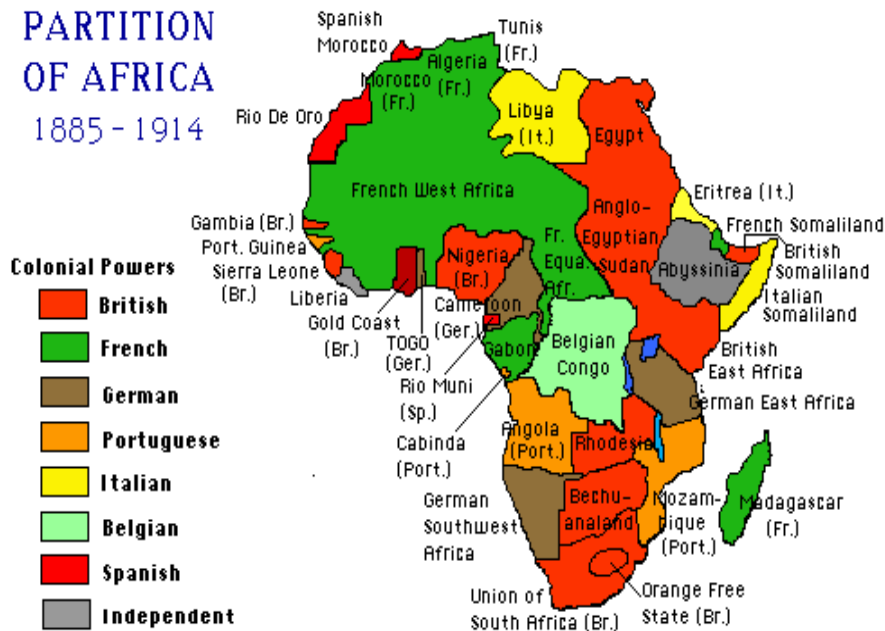 PARTITION
OF AFRICA
1885 - 1914
Spanish
Morocco
Tunis
(Fr.)
Algeria
(Fr.)
Morocco
(Fr.)
Rio De Oro
Libya
(It.)
Egypt
French West Africa
Eritrea (It.)
Gambia (Br.)
Port. Guinea
Sierra Leone
(Br.)
Liberia
Gold Coast
(Br.)
TOGO
(Ger.)
Nigeria
(Br.)
Cameroon
(Ger.)
Fr.
Equa.
Afr.
Anglo-
Egyptian
Sudan
French Somaliland
British
Somaliland
Abyssinia
Italian
Somaliland
Gabon
Rio Muni
(Sp.)
Cabinda
(Port.)
Belgian
Congo
British
East Africa
German East Africa
Angola
(Port.)
Rhodesia
German
Southwest
Africa
Bechu-
analand
Mozam-
bique
(Port.)
Madagascar
(Fr.)
Union of
South Africa (Br.)
Orange Free
State (Br.)
Colonial Powers
British
French
German
Portuguese
Italian
Belgian
Spanish
Independent